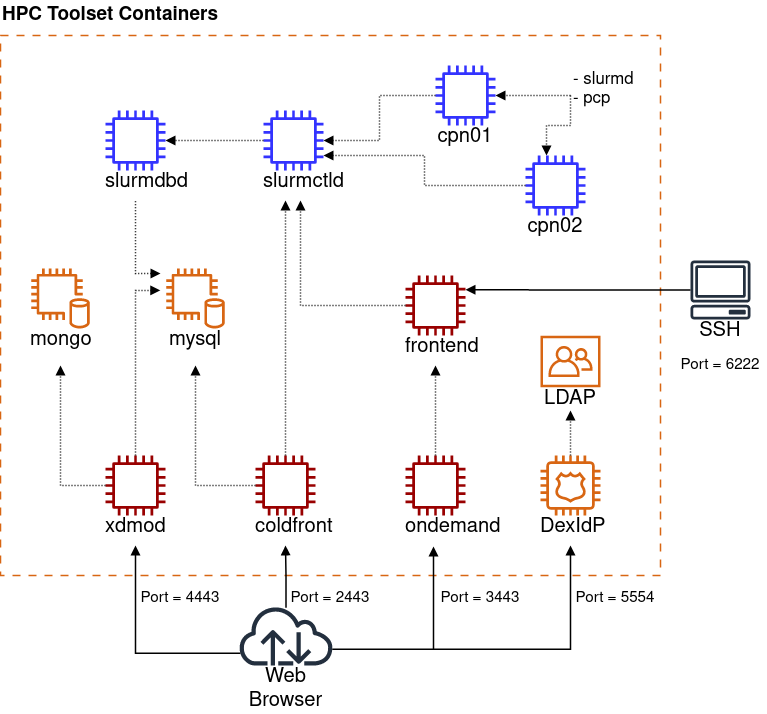 HPC Toolset Containers
- slurmd
- pcp
cpn01
slurmdbd
slurmctld
cpn02
mongo
mysql
frontend
SSH
Port = 6222
LDAP
xdmod
coldfront
ondemand
DexIdP
Port = 4443
Port = 2443
Port = 3443
Port = 5554
Web
Browser